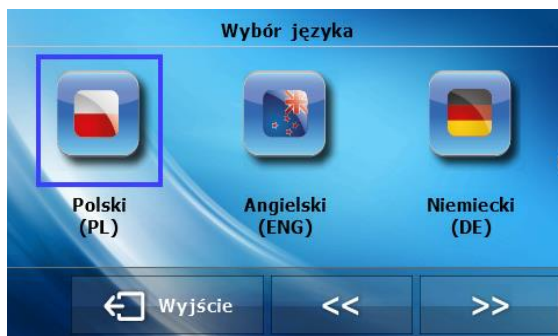 Wybór języka
Polski
(PL)
Angielski
(ENG)
Niemiecki
(DE)
Wyjście
<<
>>